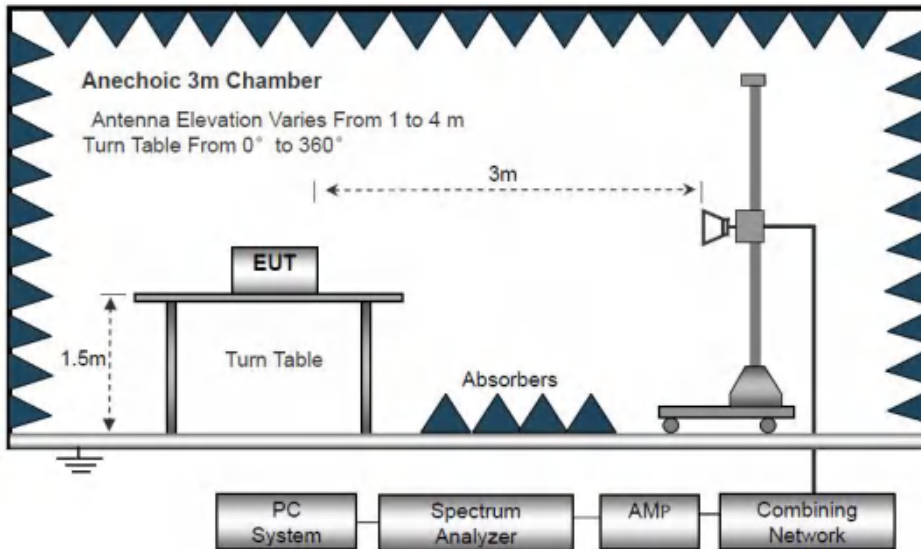 Anechoic 3m Chamber
Antenna Elevation Varies From 1 to 4 m
Turn Table From 0° to 360°
3m
EUT
1.5m
Turn Table
Absorbers
PC
System
Spectrum
Analyzer
AMP
Combining
Network